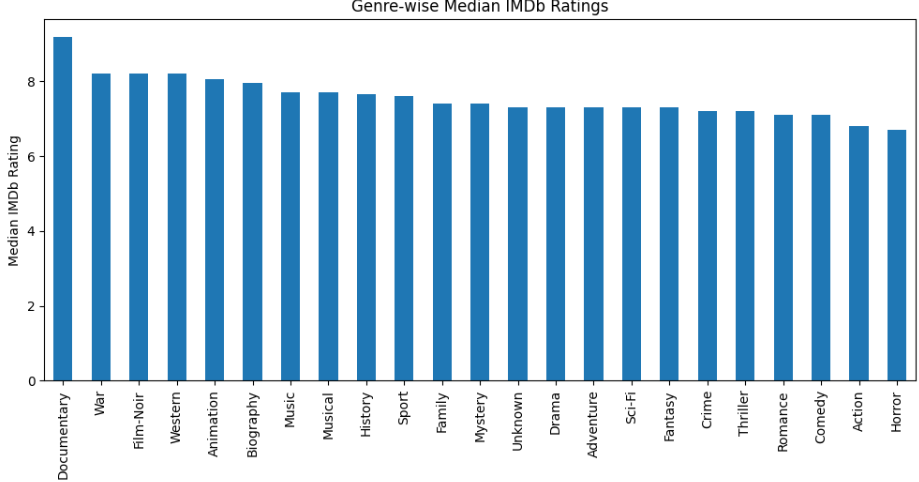 Genre-wise Median IMDb Ratings
Median IMDb Rating
8
6
4
2
0
Documentary
War
Film-Noir
Western
Animation
Biography
Music
Musical
History
Sport
Family
Mystery
Unknown
Drama
Adventure
Sci-Fi
Fantasy
Crime
Thriller
Romance
Comedy
Action
Horror